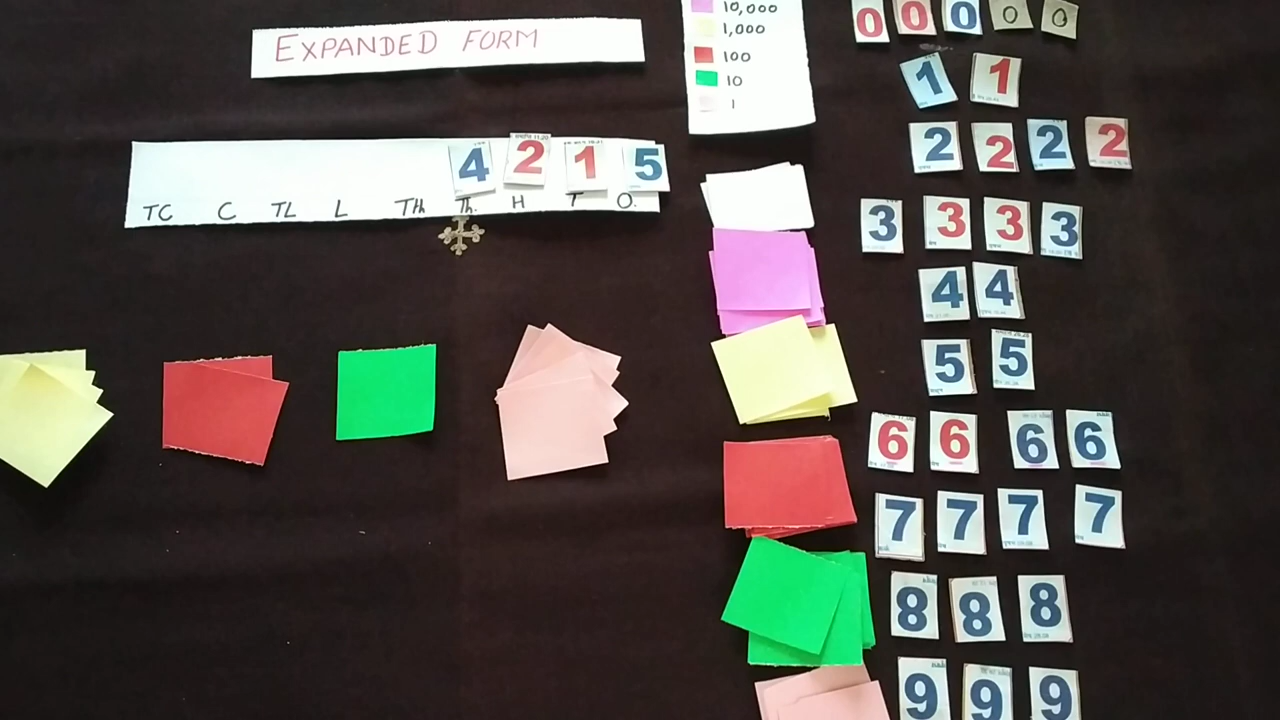 EXPANDED FORM
10,000
1,000
100
10
1
4 2 1 5
TC C TL L Th Th. H T O.
0 0 0 0 0
1 1
2 2 2 2
3 3 3 3
4 4
5 5
6 6 6 6
7 7 7 7
8 8 8
9 9 9